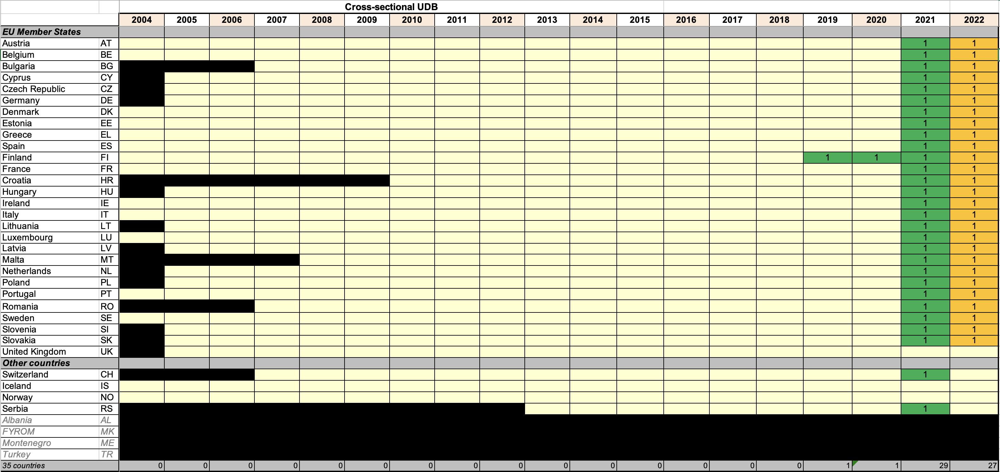 Cross-sectional UDB
2004 2005 2006 2007 2008 2009 2010 2011 2012 2013 2014 2015 2016 2017 2018 2019 2020 2021 2022
EU Member States
Austria AT 1 1
Belgium BE 1 1
Bulgaria BG 1 1
Cyprus CY 1 1
Czech Republic CZ 1 1
Germany DE 1 1
Denmark DK 1 1
Estonia EE 1 1
Greece EL 1 1
Spain ES 1 1
Finland FI 1 1 1 1
France FR 1 1
Croatia HR 1 1
Hungary HU 1 1
Ireland IE 1 1
Italy IT 1 1
Lithuania LT 1 1
Luxembourg LU 1 1
Latvia LV 1 1
Malta MT 1 1
Netherlands NL 1 1
Poland PL 1 1
Portugal PT 1 1
Romania RO 1 1
Sweden SE 1 1
Slovenia SI 1 1
Slovakia SK 1 1
United Kingdom UK
Other countries
Switzerland CH 1
Iceland IS
Norway NO
Serbia RS 1
Albania AL
FYROM MK
Montenegro ME
Turkey TR
35 countries 0 0 0 0 0 0 0 0 0 0 0 0 0 0 0 1 1 29 27